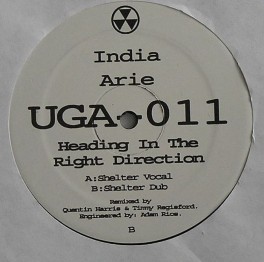 India
Arie
UGA-011
Heading In The
Right Direction
A:Shelter Vocal
B:Shelter Dub
Remixed by
Quentin Harris & Timmy Regisford.
Engineered by: Adam Rios.
B